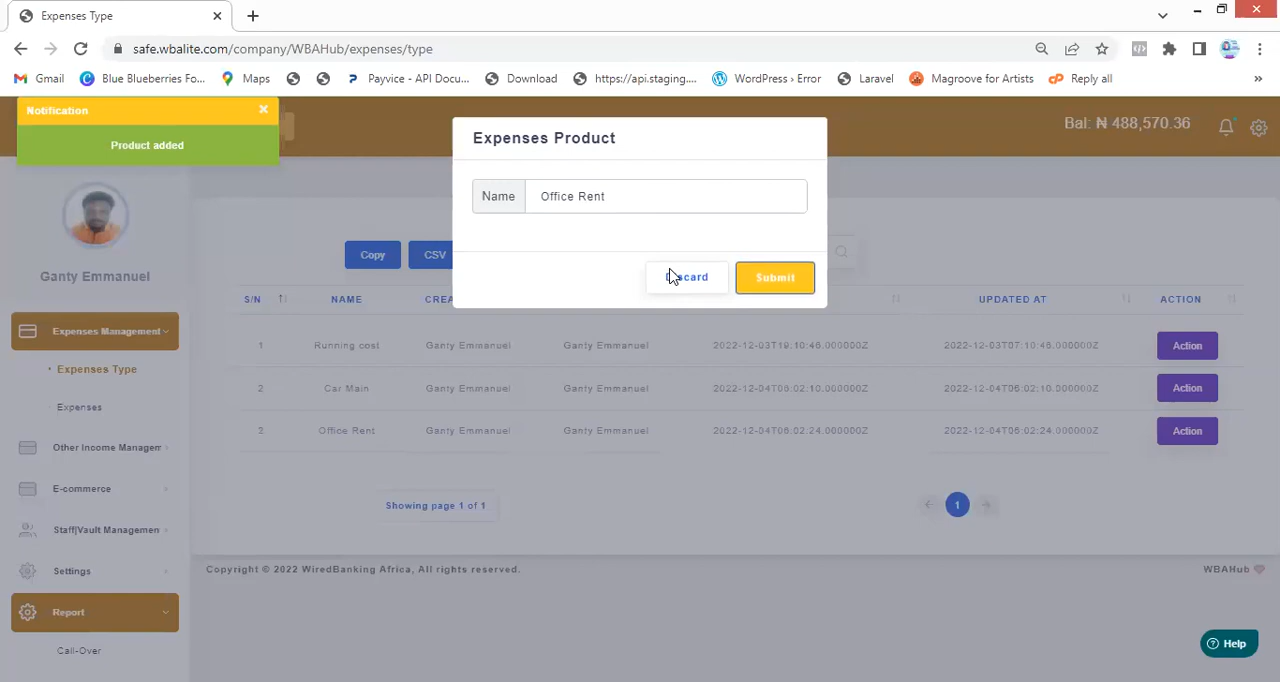 Expenses Type
safe.wbalite.com/company/WBAHub/expenses/type
Gmail
Blue Blueberries Fo...
Maps
Payvice - API Docu...
Download
https://api.staging....
WordPress › Error
Laravel
Magroove for Artists
Reply all
»
Notification
Product added
Bal: ₦ 488,570.36
Expenses Product
Name Office Rent
Submit
Ganty Emmanuel
Copy CSV
S/N NAME UPDATED AT ACTION
1 Running cost Ganty Emmanuel Ganty Emmanuel 2022-12-03T19:10:46.000000Z 2022-12-03T07:10:46.000000Z Action
2 Car Main Ganty Emmanuel Ganty Emmanuel 2022-12-04T06:02:10.000000Z 2022-12-04T06:02:10.000000Z Action
3 Office Rent Ganty Emmanuel Ganty Emmanuel 2022-12-04T06:02:24.000000Z 2022-12-04T06:02:24.000000Z Action
Showing page 1 of 1
1
Expenses Management
Expenses Type
Expenses
Other Income Managem
E-commerce
Staff|Vault Managemen
Settings
Report
Call-Over
Copyright © 2022 WiredBanking Africa, All rights reserved.
WBAHub
Help